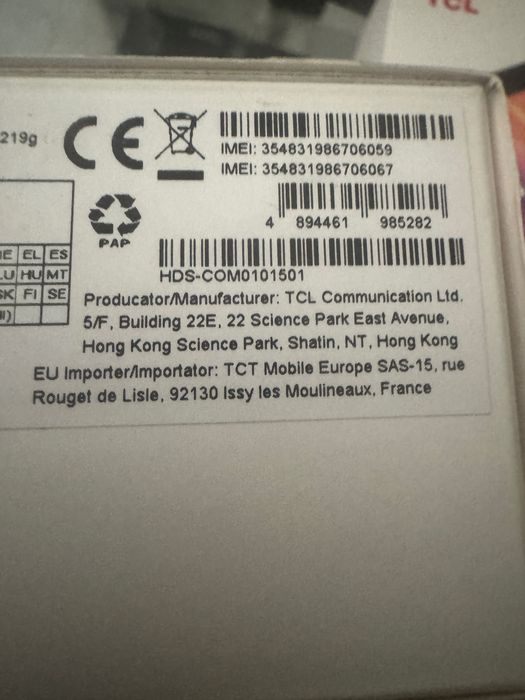 TCL
219g
CE
IMEI: 354831986706059
IMEI: 354831986706067
4 894461 985282
PAP
HDS-COM0101501
IE EL ES
LU HU MT
SK FI SE
Producator/Manufacturer: TCL Communication Ltd.
5/F, Building 22E, 22 Science Park East Avenue,
Hong Kong Science Park, Shatin, NT, Hong Kong
EU Importer/Importator: TCT Mobile Europe SAS-15, rue
Rouget de Lisle, 92130 Issy les Moulineaux, France